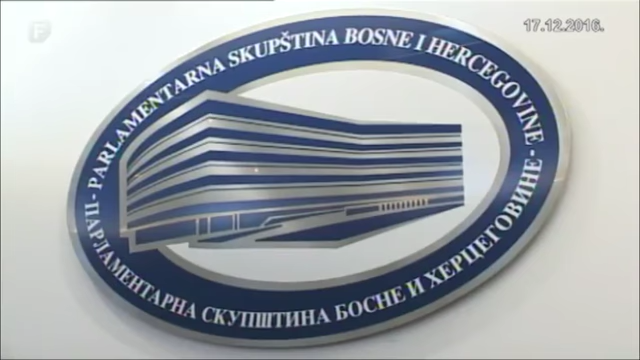 F
17.12.2016.
- PARLAMENTARNA SKUPŠTINA BOSNE I HERCEGOVINE -
ПАРЛАМЕНТАРНА СКУПШТИНА БОСНЕ И ХЕРЦЕГОВИНЕ